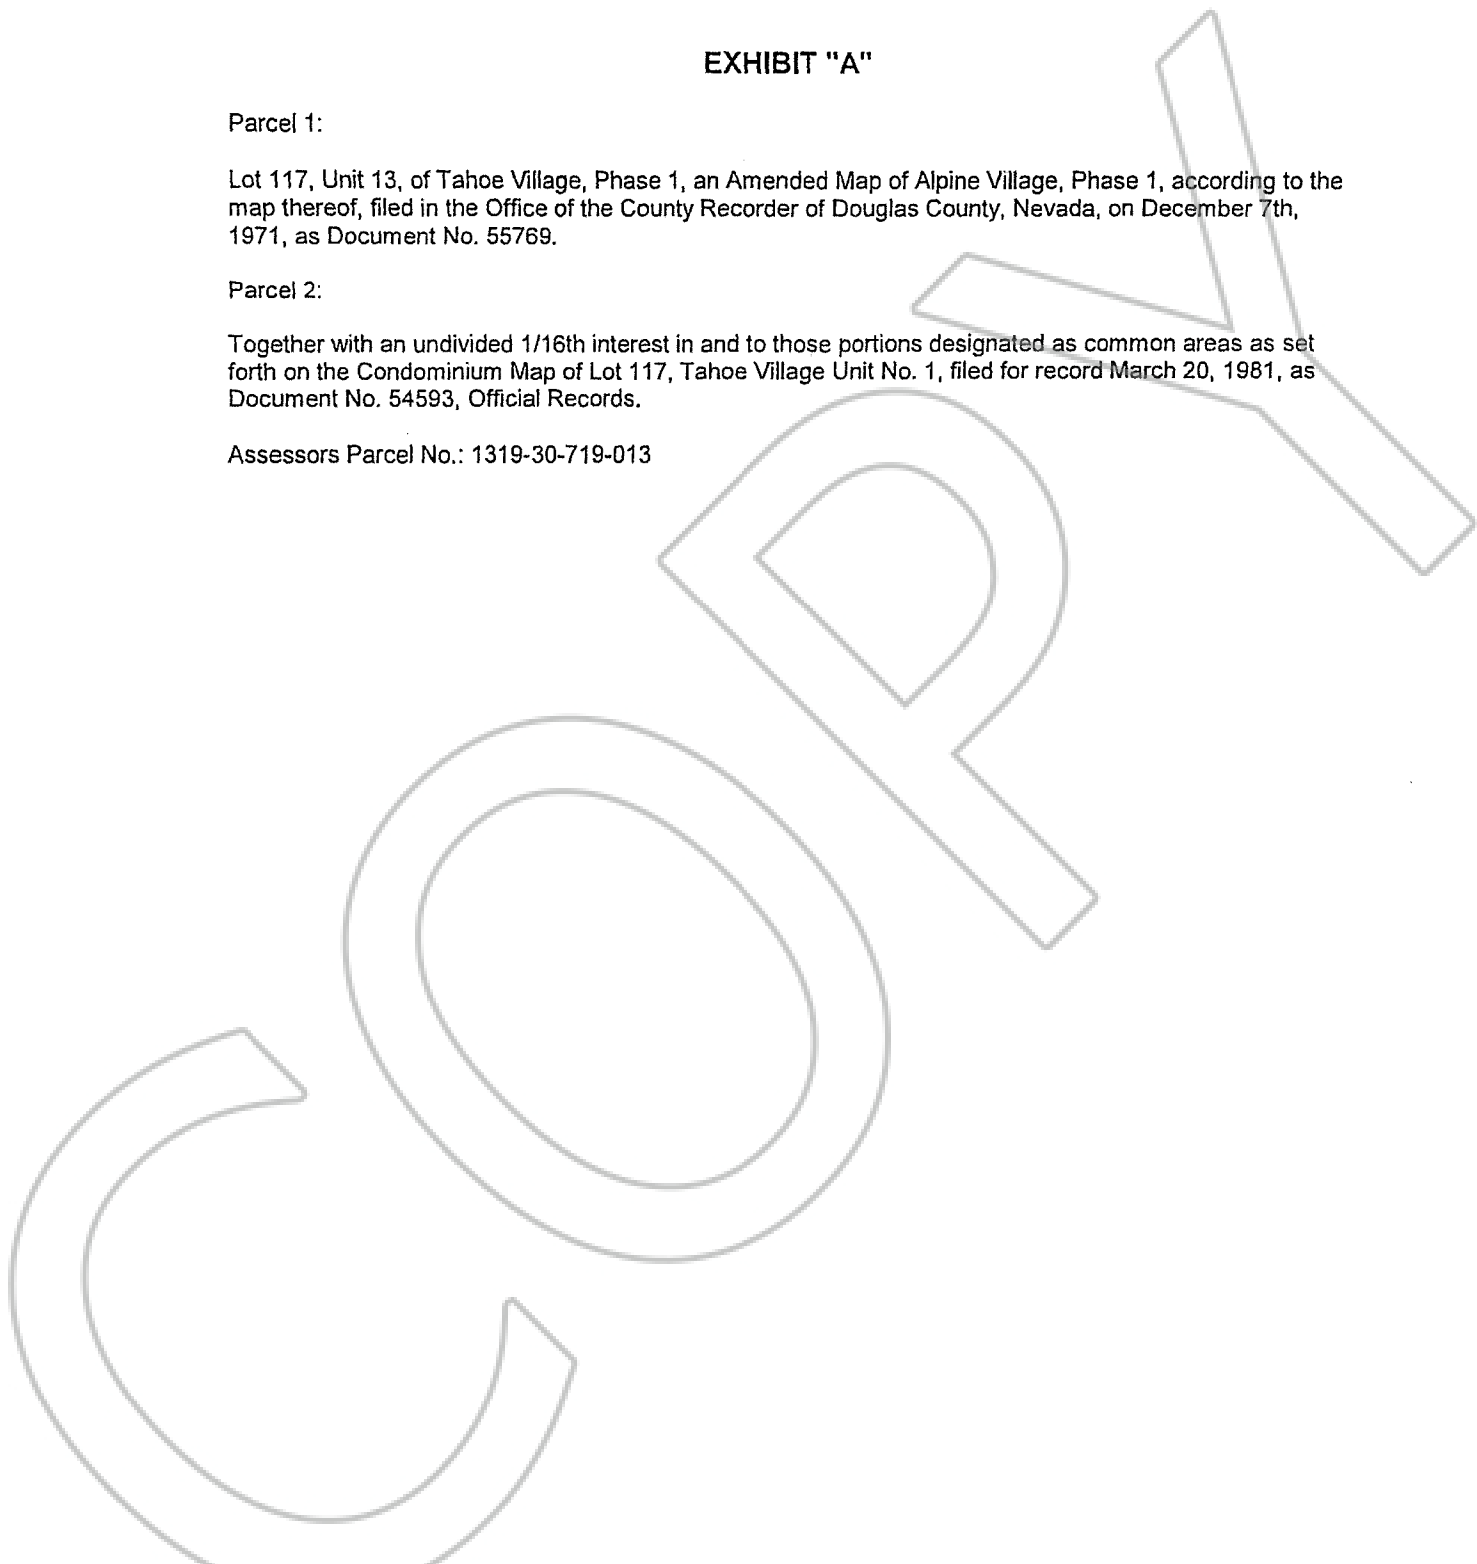 EXHIBIT "A"
Parcel 1:
Lot 117, Unit 13, of Tahoe Village, Phase 1, an Amended Map of Alpine Village, Phase 1, according to the
map thereof, filed in the Office of the County Recorder of Douglas County, Nevada, on December 7th,
1971, as Document No. 55769.
Parcel 2:
Together with an undivided 1/16th interest in and to those portions designated as common areas as set
forth on the Condominium Map of Lot 117, Tahoe Village Unit No. 1, filed for record March 20, 1981, as
Document No. 54593, Official Records.
Assessors Parcel No.: 1319-30-719-013
COPY